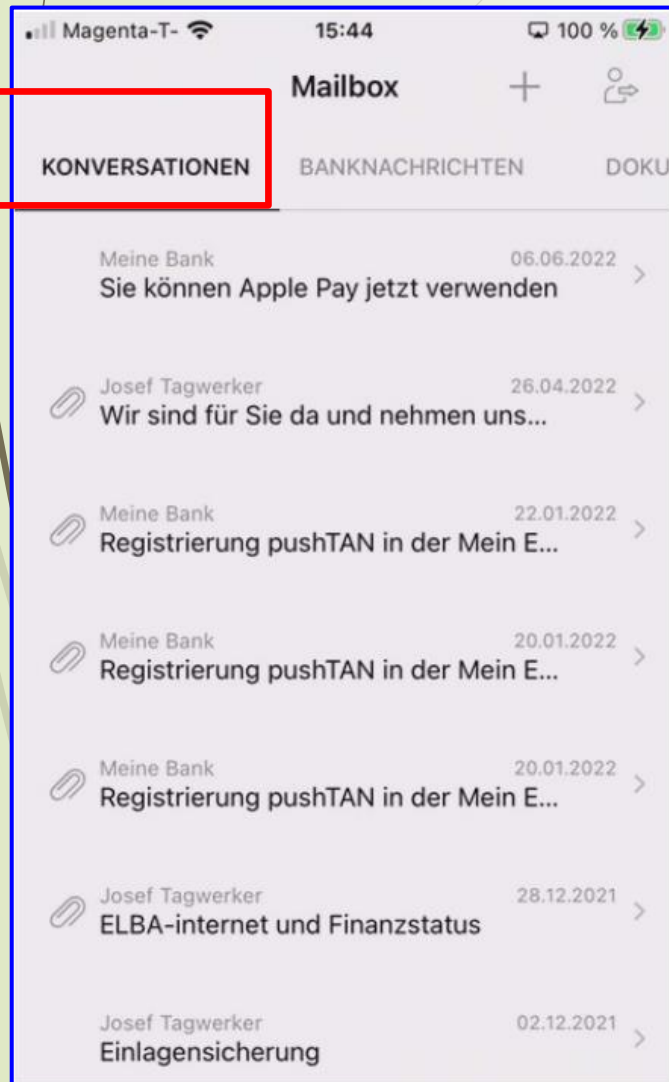 Magenta-T- 15:44 100 %
Mailbox
KONVERSATIONEN BANKNACHRICHTEN DOKU
Meine Bank 06.06.2022
Sie können Apple Pay jetzt verwenden
Josef Tagwerker 26.04.2022
Wir sind für Sie da und nehmen uns...
Meine Bank 22.01.2022
Registrierung pushTAN in der Mein E...
Meine Bank 20.01.2022
Registrierung pushTAN in der Mein E...
Meine Bank 20.01.2022
Registrierung pushTAN in der Mein E...
Josef Tagwerker 28.12.2021
ELBA-internet und Finanzstatus
Josef Tagwerker 02.12.2021
Einlagensicherung